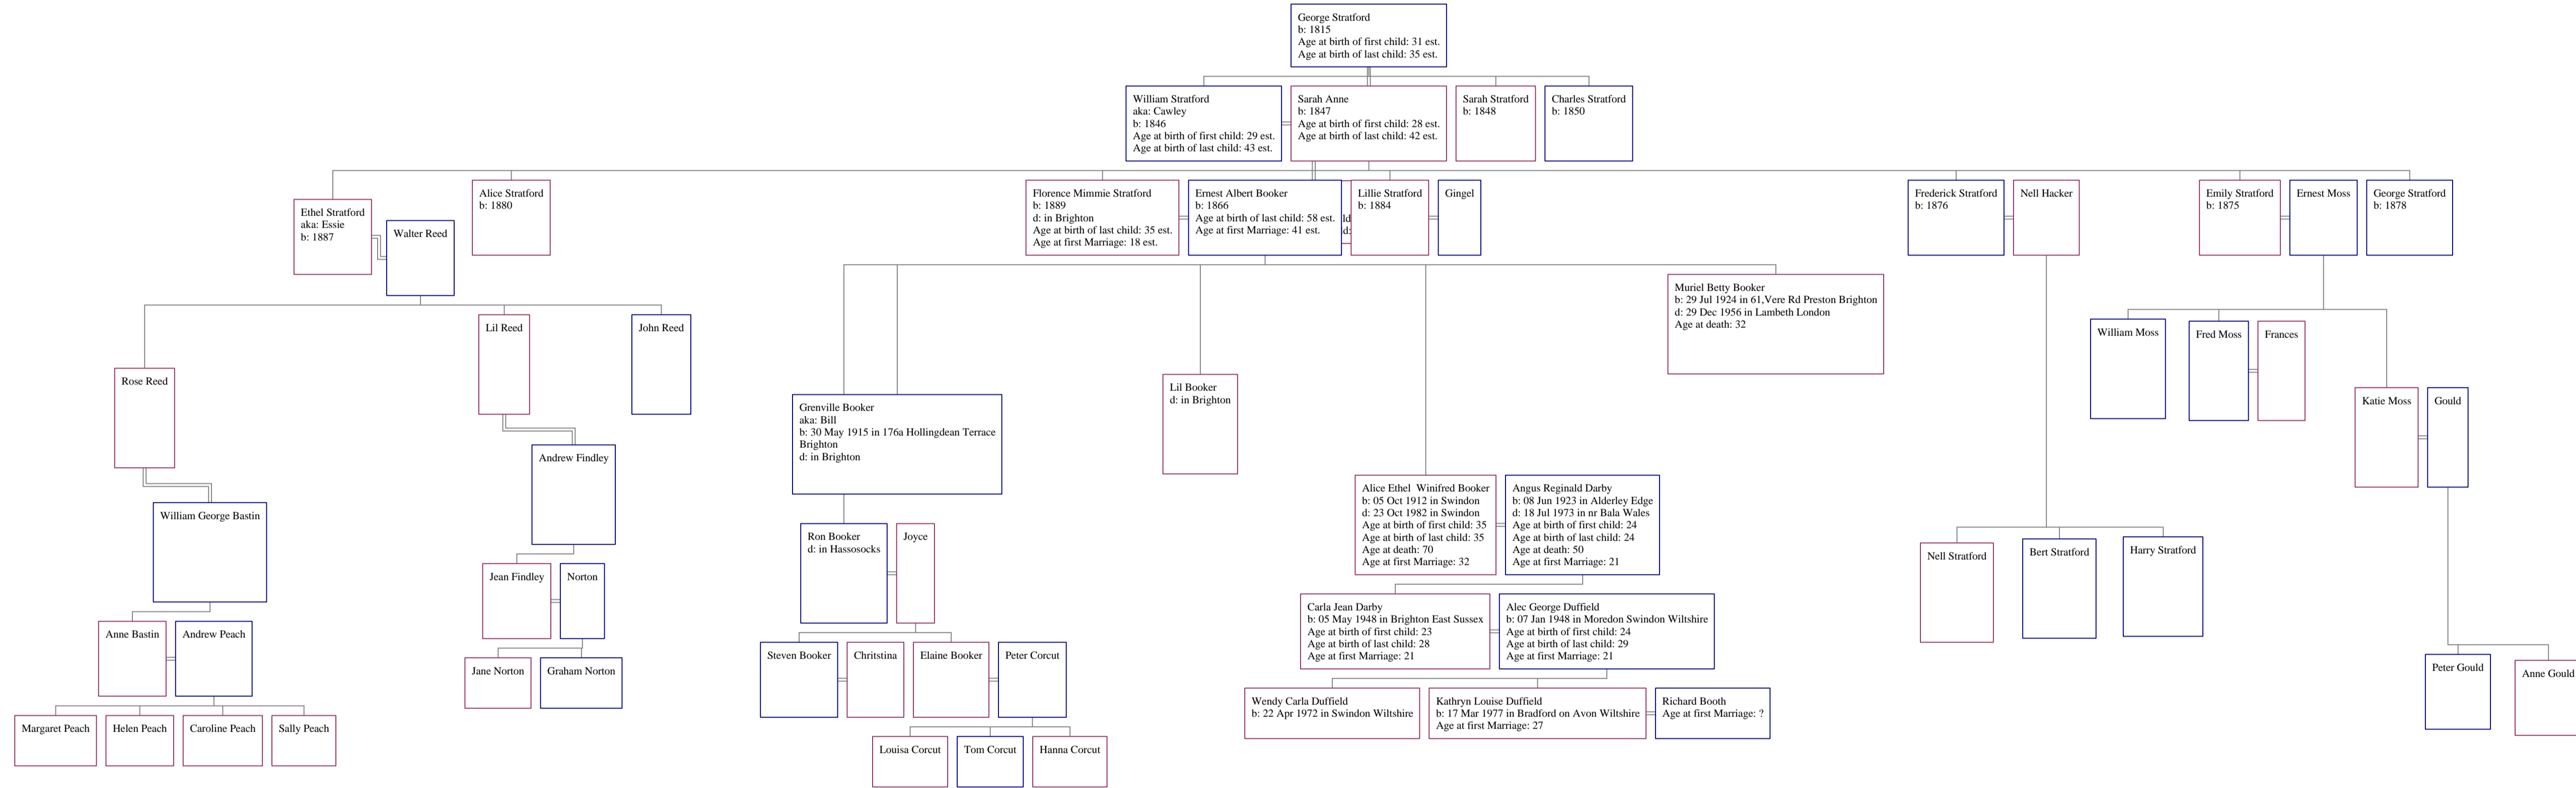 George Stratford
b: 1815
Age at birth of first child: 31 est.
Age at birth of last child: 35 est.
William Stratford
aka: Cawley
b: 1846
Age at birth of first child: 29 est.
Age at birth of last child: 43 est.
Sarah Anne
b: 1847
Age at birth of first child: 28 est.
Age at birth of last child: 42 est.
Sarah Stratford
b: 1848
Charles Stratford
b: 1850
Ethel Stratford
aka: Essie
b: 1887
Walter Reed
Alice Stratford
b: 1880
Florence Mimmie Stratford
b: 1889
d: in Brighton
Age at birth of last child: 35 est.
Age at first Marriage: 18 est.
Ernest Albert Booker
b: 1866
Age at birth of last child: 58 est.
Age at first Marriage: 41 est.
Lillie Stratford
b: 1884
Gingel
Frederick Stratford
b: 1876
Nell Hacker
Emily Stratford
b: 1875
Ernest Moss
George Stratford
b: 1878
Muriel Betty Booker
b: 29 Jul 1924 in 61,Vere Rd Preston Brighton
d: 29 Dec 1956 in Lambeth London
Age at death: 32
Rose Reed
Lil Reed
John Reed
William Moss
Fred Moss
Frances
Katie Moss
Gould
Lil Booker
d: in Brighton
Grenville Booker
aka: Bill
b: 30 May 1915 in 176a Hollingdean Terrace
Brighton
d: in Brighton
William George Bastin
Andrew Findley
Alice Ethel  Winifred Booker
b: 05 Oct 1912 in Swindon
d: 23 Oct 1982 in Swindon
Age at birth of first child: 35
Age at birth of last child: 35
Age at death: 70
Age at first Marriage: 32
Angus Reginald Darby
b: 08 Jun 1923 in Alderley Edge
d: 18 Jul 1973 in nr Bala Wales
Age at birth of first child: 24
Age at birth of last child: 24
Age at death: 50
Age at first Marriage: 21
Ron Booker
d: in Hassosocks
Joyce
Nell Stratford
Bert Stratford
Harry Stratford
Jean Findley
Norton
Carla Jean Darby
b: 05 May 1948 in Brighton East Sussex
Age at birth of first child: 23
Age at birth of last child: 28
Age at first Marriage: 21
Alec George Duffield
b: 07 Jan 1948 in Moredon Swindon Wiltshire
Age at birth of first child: 24
Age at birth of last child: 29
Age at first Marriage: 21
Anne Bastin
Andrew Peach
Jane Norton
Graham Norton
Steven Booker
Chritstina
Elaine Booker
Peter Corcut
Peter Gould
Anne Gould
Wendy Carla Duffield
b: 22 Apr 1972 in Swindon Wiltshire
Kathryn Louise Duffield
b: 17 Mar 1977 in Bradford on Avon Wiltshire
Age at first Marriage: 27
Richard Booth
Age at first Marriage: ?
Margaret Peach
Helen Peach
Caroline Peach
Sally Peach
Louisa Corcut
Tom Corcut
Hanna Corcut